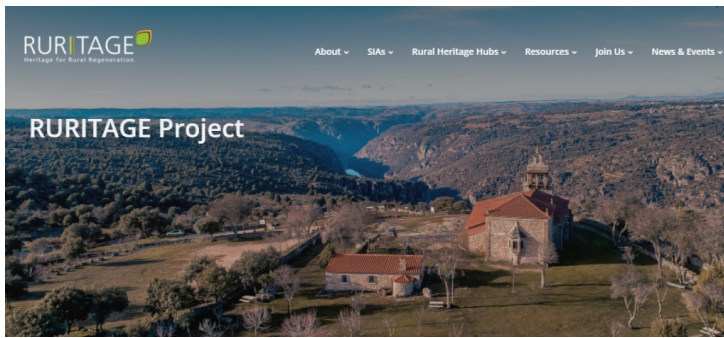 RURITAGE
Heritage for Rural Regeneration
About SIAs Rural Heritage Hubs Resources Join Us News & Events
RURITAGE Project